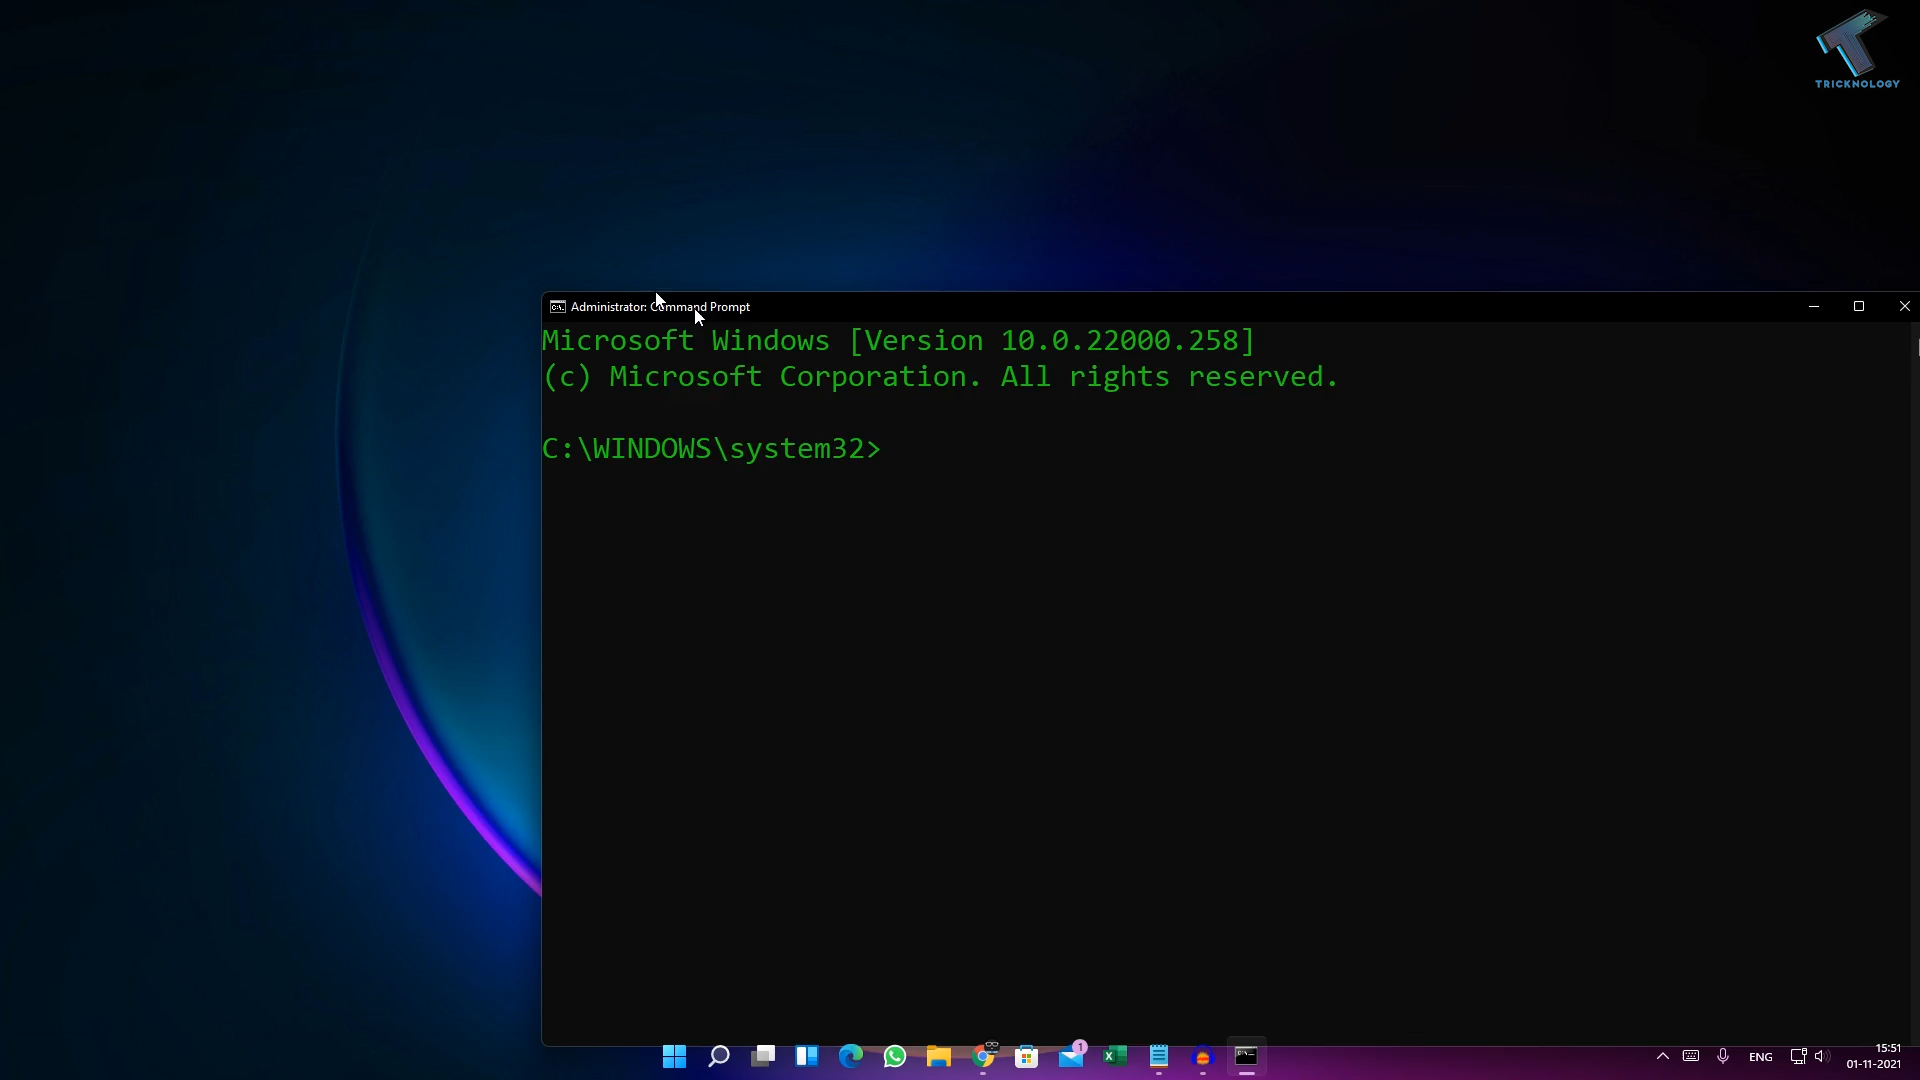 TRICKNOLOGY
Administrator: Command Prompt
Microsoft Windows [Version 10.0.22000.258]
(c) Microsoft Corporation. All rights reserved.
C:\WINDOWS\system32>
1
ENG
15:51
01-11-2021